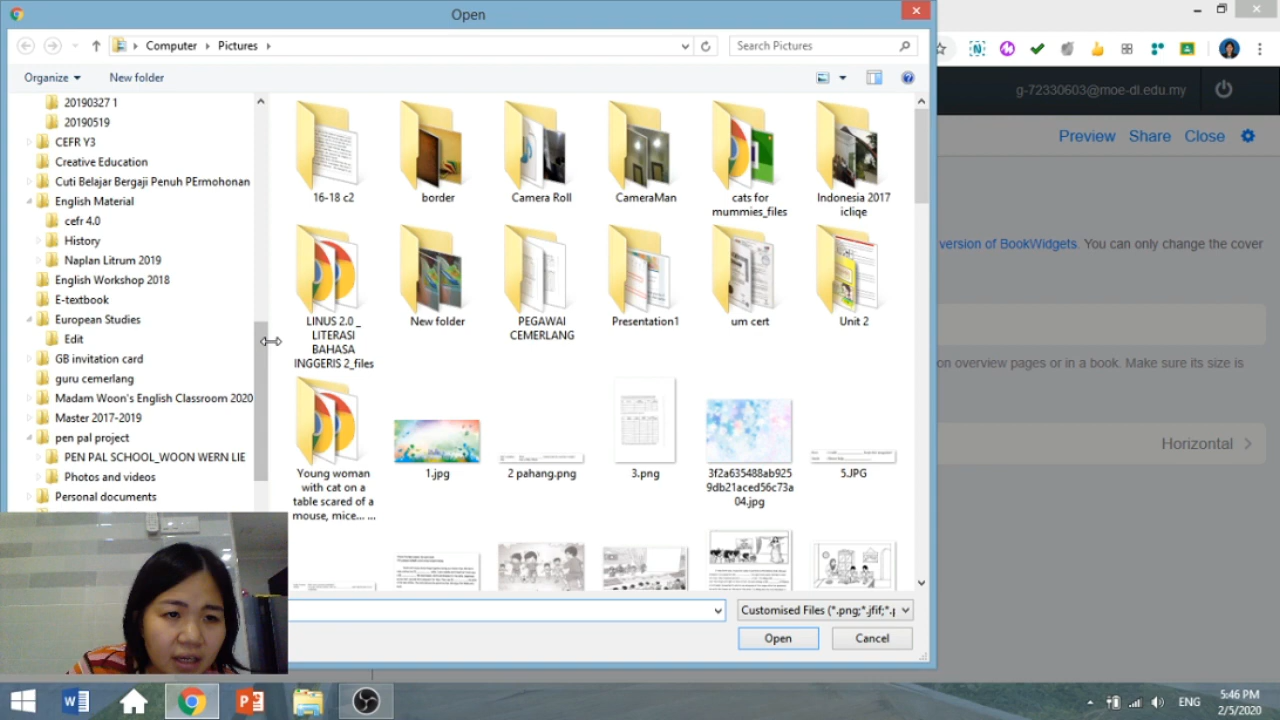 Open
Computer
Pictures
Search Pictures
Organize
New folder
g-72330603@moe-dl.edu.my
Preview
Share
Close
20190327 1
20190519
CEFR Y3
Creative Education
Cuti Belajar Bergaji Penuh PErmohonan
English Material
cefr 4.0
History
Naplan Litrum 2019
English Workshop 2018
E-textbook
European Studies
Edit
GB invitation card
guru cemerlang
Madam Woon's English Classroom 2020
Master 2017-2019
pen pal project
PEN PAL SCHOOL_WOON WERN LIE
Photos and videos
Personal documents
16-18 c2
border
Camera Roll
CameraMan
cats for
mummies_files
Indonesia 2017
icliqe
LINUS 2.0 _
LITERASI
BAHASA
INGGERIS 2_files
New folder
PEGAWAI
CEMERLANG
Presentation1
um cert
Unit 2
Young woman
with cat on a
table scared of a
mouse, mice... ...
1.jpg
2 pahang.png
3.png
3f2a635488ab925
9db21aced56c73a
04.jpg
5.JPG
version of BookWidgets. You can only change the cover
on overview pages or in a book. Make sure its size is
Horizontal
Customised Files (*.png;*.jfif;*.
Open
Cancel
ENG
5:46 PM
2/5/2020